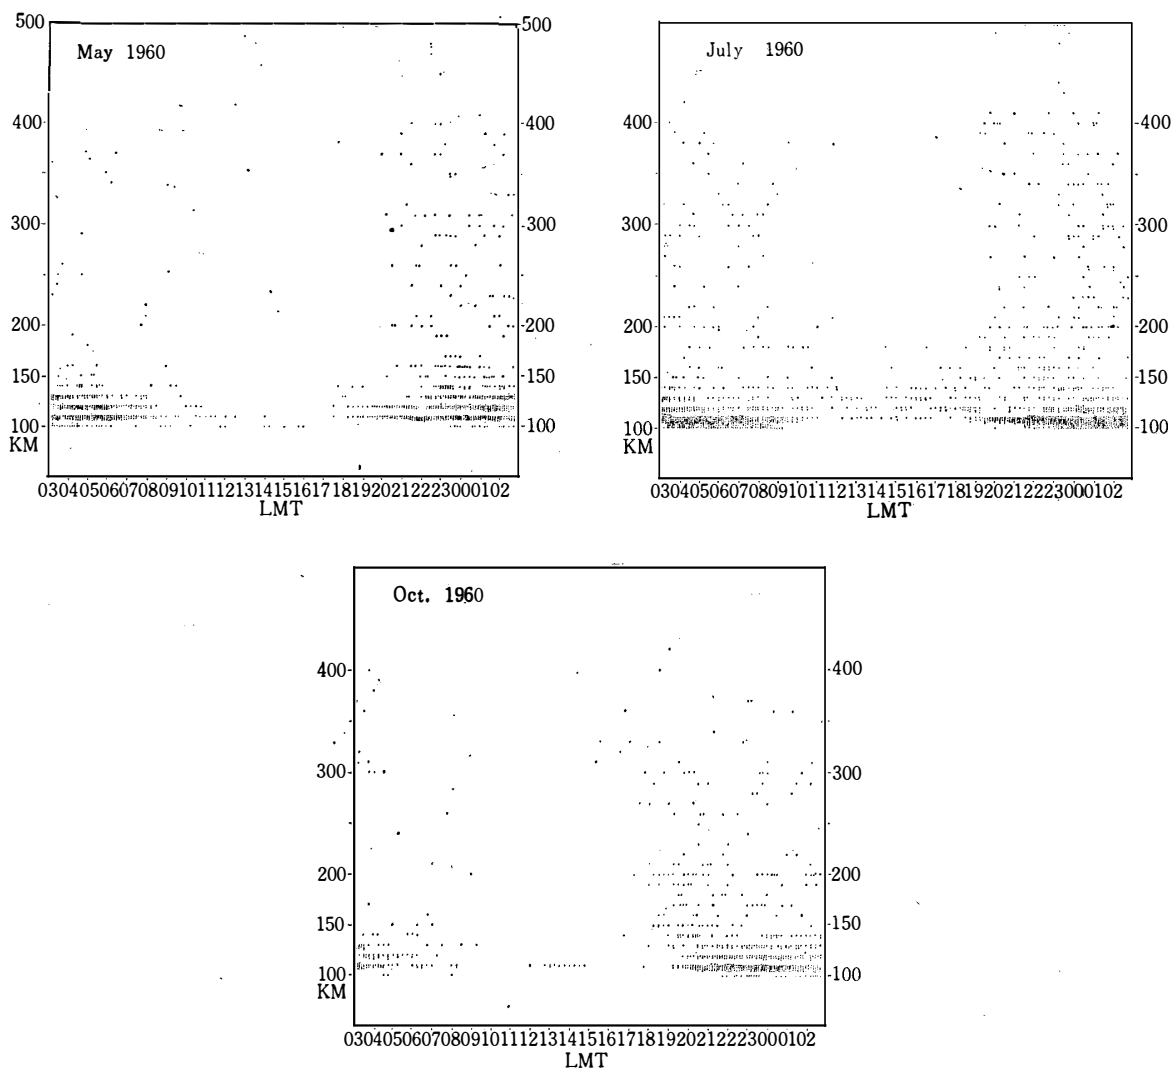 500 -500
May 1960
July 1960
400 -400 400 -400
300 -300 300 -300
200 -200 200 -200
150 -150 150 -150
100 -100 100 -100
KM KM
030405060708091011121314151617181920212223000102 030405060708091011121314151617181920212223000102
LMT LMT
Oct. 1960
400 -400
300 -300
200 -200
150 -150
100 -100
KM
030405060708091011121314151617181920212223000102
LMT